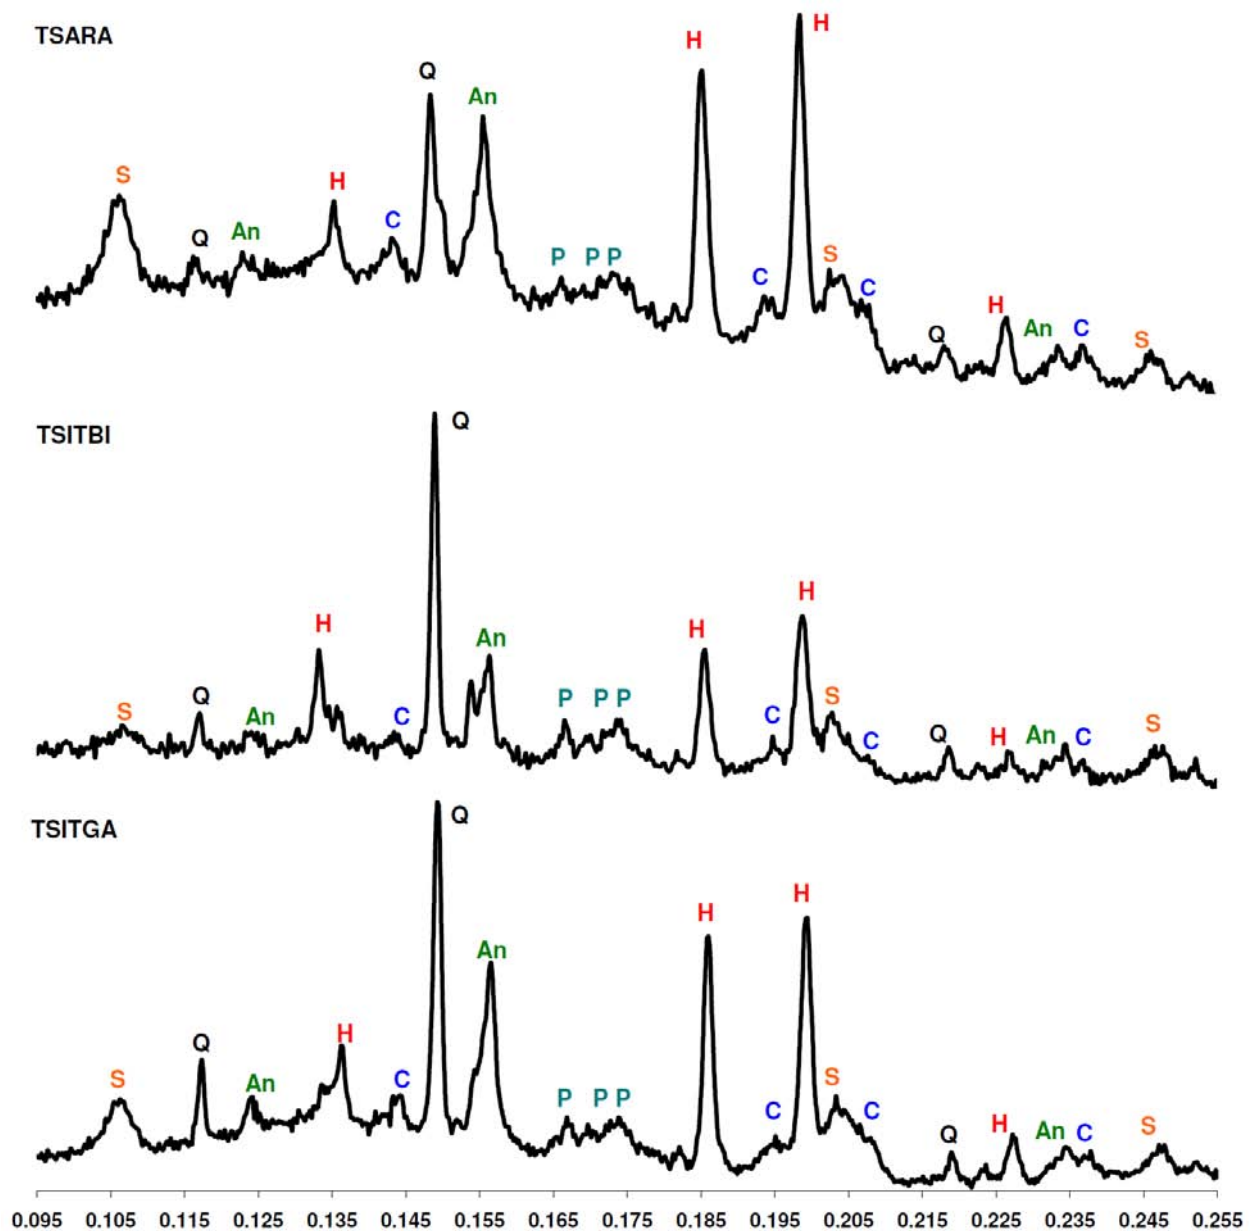 TSARA
S Q An H C Q An P P P H C H S C Q H An C S
TSITBI
S Q An H C Q An P P P H C H S C Q H An C S
TSITGA
S Q An H C Q An P P P H C H S C Q H An C S
0.095 0.105 0.115 0.125 0.135 0.145 0.155 0.165 0.175 0.185 0.195 0.205 0.215 0.225 0.235 0.245 0.255